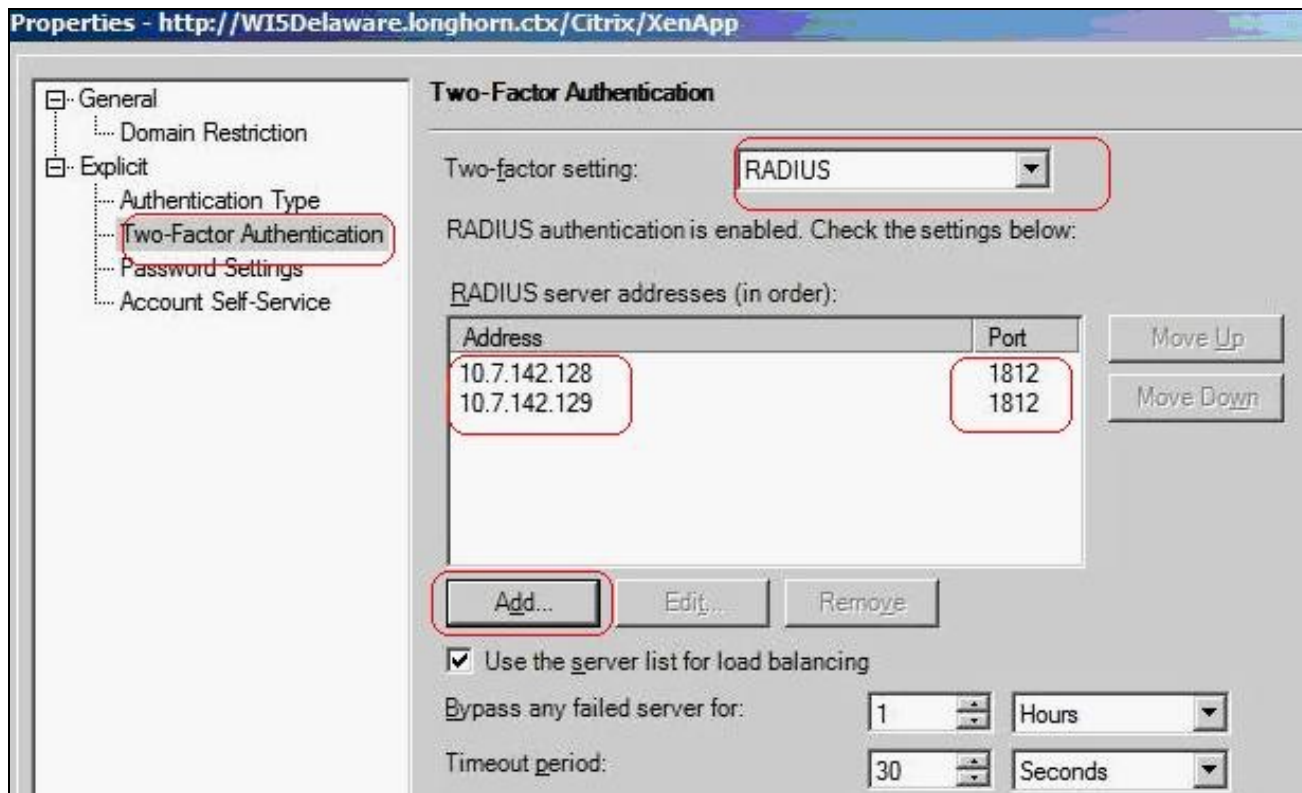 Properties - http://WI5Delaware.longhorn.ctx/Citrix/XenApp
General
Domain Restriction
Explicit
Authentication Type
Two-Factor Authentication
Password Settings
Account Self-Service
Two-Factor Authentication
Two-factor setting: RADIUS
RADIUS authentication is enabled. Check the settings below:
RADIUS server addresses (in order):
Address Port
10.7.142.128 1812
10.7.142.129 1812
Move Up
Move Down
Add... Edit... Remove
Use the server list for load balancing
Bypass any failed server for: 1 Hours
Timeout period: 30 Seconds